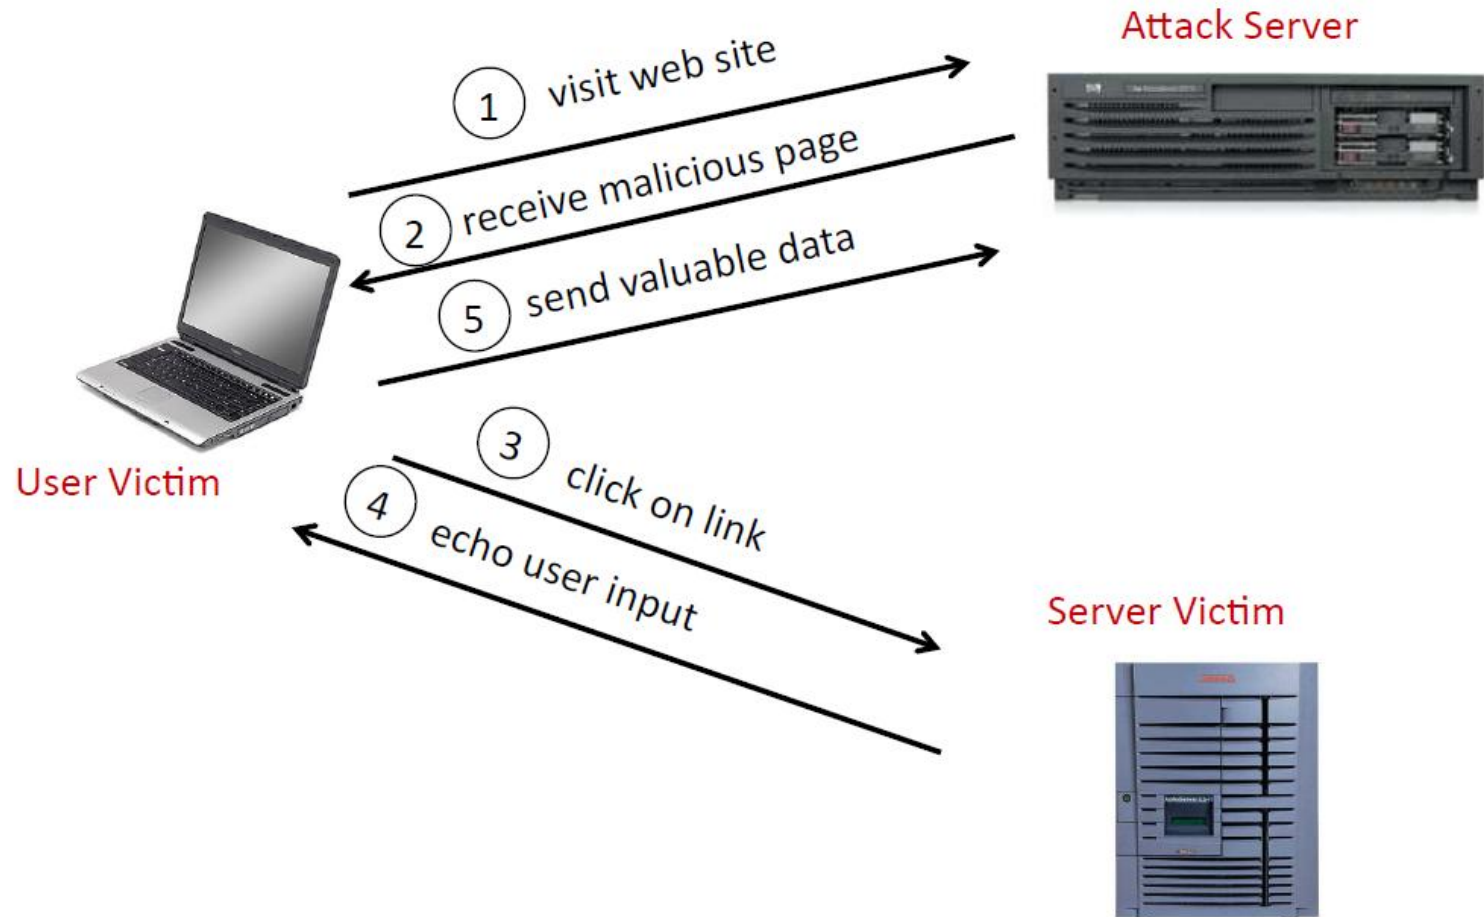 Attack Server
1 visit web site
2 receive malicious page
5 send valuable data
User Victim
3 click on link
4 echo user input
Server Victim